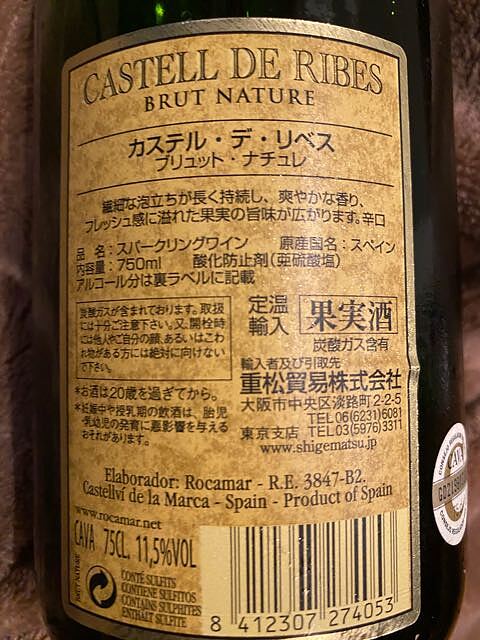 CASTELL DE RIBES
BRUT NATURE
カステル・デ・リベス
ブリュット・ナチュレ
繊細な泡立ちが長く持続し、爽やかな香り、
フレッシュ感に溢れた果実の旨味が広がります。辛口
品 名：スパークリングワイン 原産国名：スペイン
内容量：750ml 酸化防止剤(亜硫酸塩)
アルコール分は裏ラベルに記載
炭酸ガスが含まれております。取扱
には十分ご注意下さい。又、開栓時
には他人やご自分の顔、あるいはこわ
れ物がある方には絶対に向けない
で下さい。
定温
輸入
果実酒
炭酸ガス含有
輸入者及び引取先
重松貿易株式会社
大阪市中央区淡路町2-2-5
TEL06(6231)6081
東京支店 TEL03(5976)3311
www.shigematsu.jp
*お酒は20歳を過ぎてから。
*妊娠中や授乳期の飲酒は、胎児
・乳幼児の発育に悪影響を与える
おそれがあります。
Elaborador: Rocamar - R.E. 3847-B2.
Castellví de la Marca - Spain - Product of Spain
www.rocamar.net
CAVA 75CL. 11,5%VOL
BRUT NATURE
CONTÉ SULFITS
CONTIENE SULFITOS
CONTAINS SULPHITES
ENTHÄLT SULFITE
8 412307 274053
CAVA